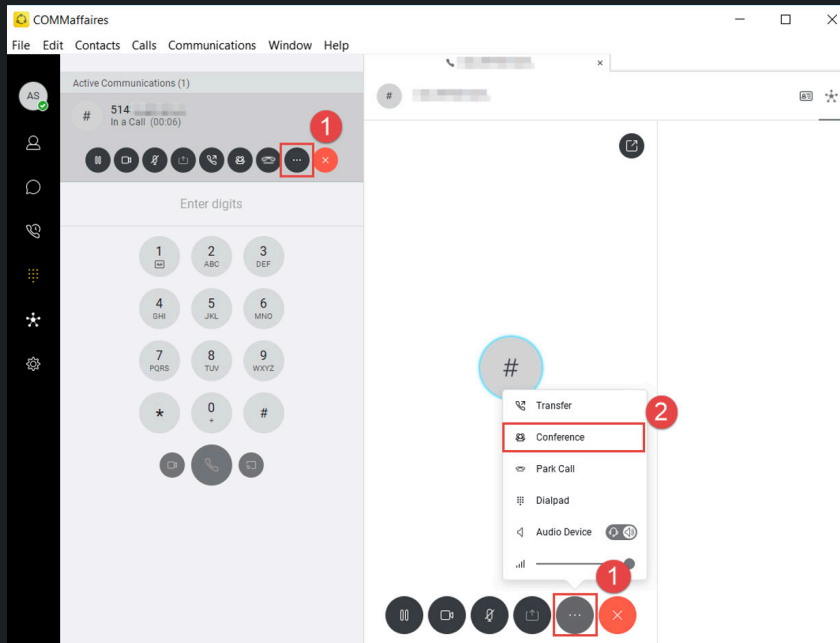 COMMaffaires
File Edit Contacts Calls Communications Window Help
Active Communications (1)
AS
#
514
In a Call (00:06)
1
#
Enter digits
1
2
ABC
3
DEF
4
GHI
5
JKL
6
MNO
7
PQRS
8
TUV
9
WXYZ
*
0
+
#
#
Transfer
2
Conference
Park Call
Dialpad
Audio Device
1